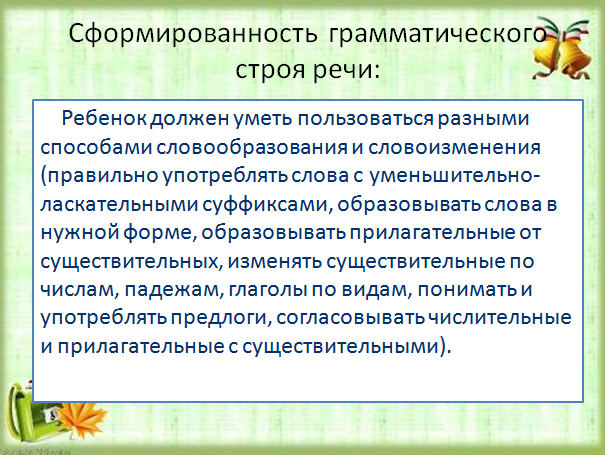 Сформированность грамматического
строя речи:
Ребенок должен уметь пользоваться разными
способами словообразования и словоизменения
(правильно употреблять слова с уменьшительно-
ласкательными суффиксами, образовывать слова в
нужной форме, образовывать прилагательные от
существительных, изменять существительные по
числам, падежам, глаголы по видам, понимать и
употреблять предлоги, согласовывать числительные
и прилагательные с существительными).